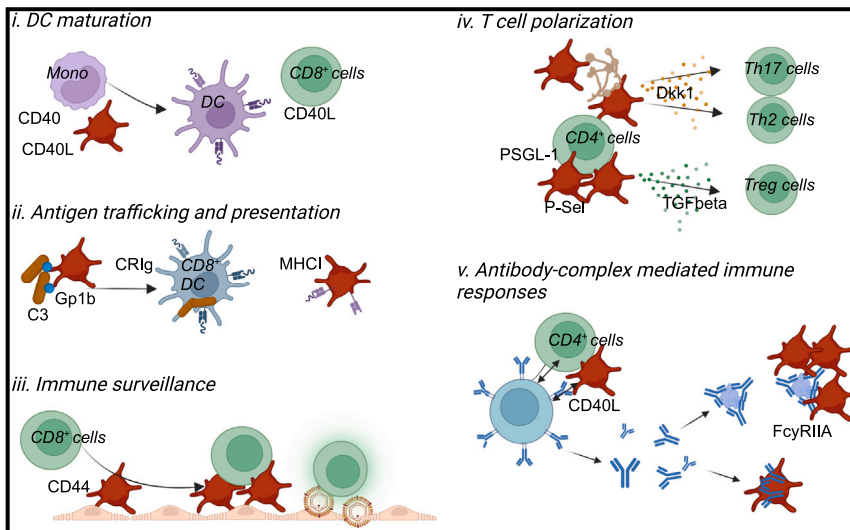 i. DC maturation
Mono
CD40
CD40L
DC
CD8⁺ cells
CD40L
ii. Antigen trafficking and presentation
C3
Gp1b
CRIg
CD8⁺
DC
MHCI
iii. Immune surveillance
CD8⁺ cells
CD44
iv. T cell polarization
Dkk1
Th17 cells
Th2 cells
CD4⁺ cells
PSGL-1
P-Sel
TGFbeta
Treg cells
v. Antibody-complex mediated immune
responses
CD4⁺ cells
CD40L
FcyRIIA